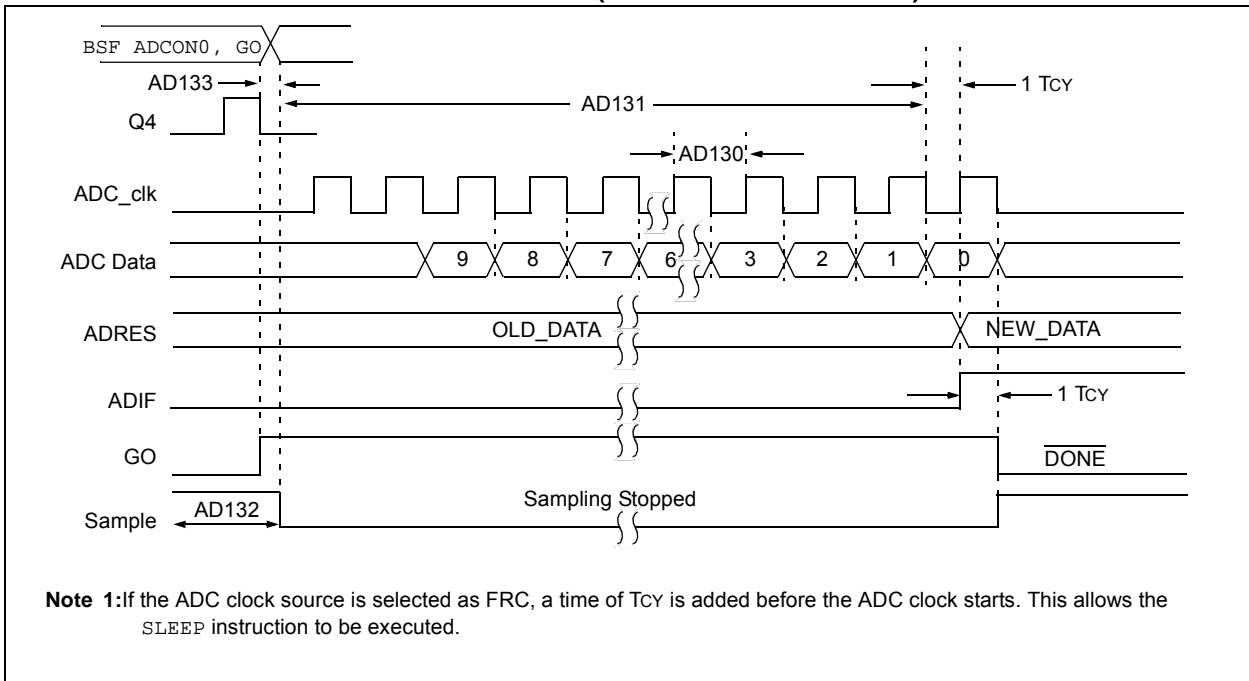 BSF ADCON0, GO
AD133
1 TCY
AD131
Q4
AD130
ADC_clk
ADC Data
9 8 7 6 3 2 1 0
ADRES
OLD_DATA
NEW_DATA
ADIF
1 TCY
GO
DONE
AD132
Sampling Stopped
Sample
Note 1:If the ADC clock source is selected as FRC, a time of TCY is added before the ADC clock starts. This allows the
SLEEP instruction to be executed.